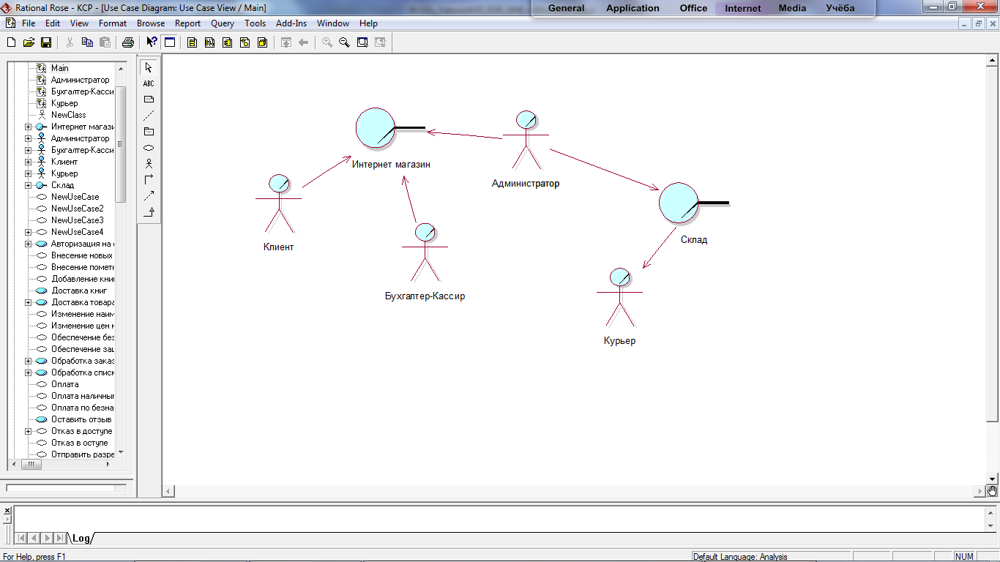 Rational Rose - KCP - [Use Case Diagram: Use Case View / Main]
General Application Office Internet Media Учёба
File Edit View Format Browse Report Query Tools Add-Ins Window Help
ABC
Main
Администратор
Бухгалтер-Касси
Курьер
NewClass
Интернет магази
Администратор
Бухгалтер-Касси
Клиент
Курьер
Склад
NewUseCase
NewUseCase2
NewUseCase3
NewUseCase4
Авторизация на
Внесение новых
Внесение помет
Добавление кни
Доставка книг
Доставка товара
Изменение наим
Изменение цен
Обеспечение без
Обеспечение
Обработка заказ
Обработка списк
Оплата
Оплата наличны
Оплата по безна
Оставить отзыв
Отказ в доступе
Отказ в оступе
Отправить разре
Интернет магазин
Администратор
Клиент
Склад
Бухгалтер-Кассир
Курьер
Log
For Help, press F1
Default Language: Analysis
NUM